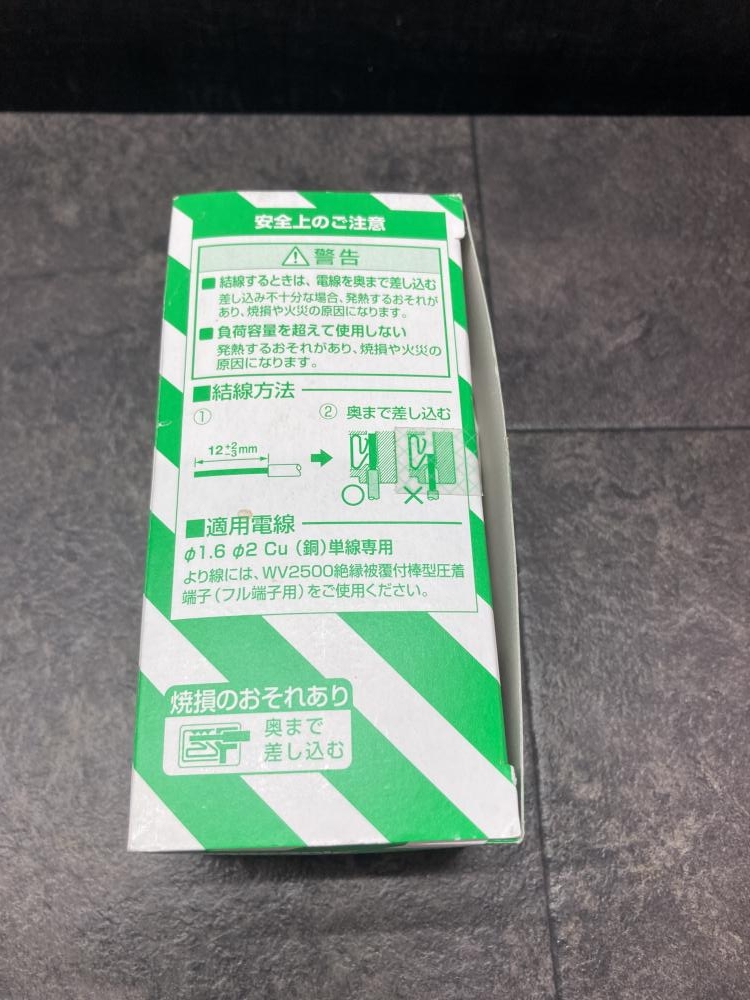 安全上のご注意
警告
■結線するときは、電線を奥まで差し込む
差し込み不十分な場合、発熱するおそれが
あり、焼損や火災の原因になります。
■負荷容量を超えて使用しない
発熱するおそれがあり、焼損や火災の
原因になります。
■結線方法
① ② 奥まで差し込む
12+2-3mm
○ ×
■適用電線
φ1.6 φ2 Cu(銅)単線専用
より線には、WV2500絶縁被覆付棒型圧着
端子(フル端子用)をご使用ください。
焼損のおそれあり
奥まで
差し込む